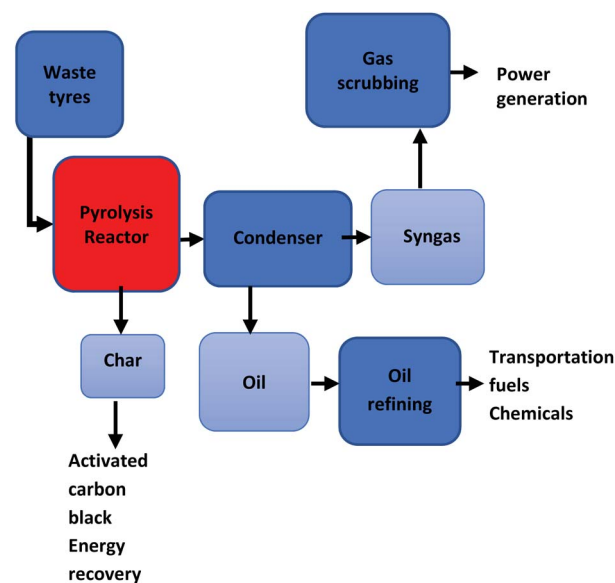 Waste
tyres
Gas
scrubbing
Power
generation
Pyrolysis
Reactor
Condenser
Syngas
Char
Oil
Oil
refining
Transportation
fuels
Chemicals
Activated
carbon
black
Energy
recovery